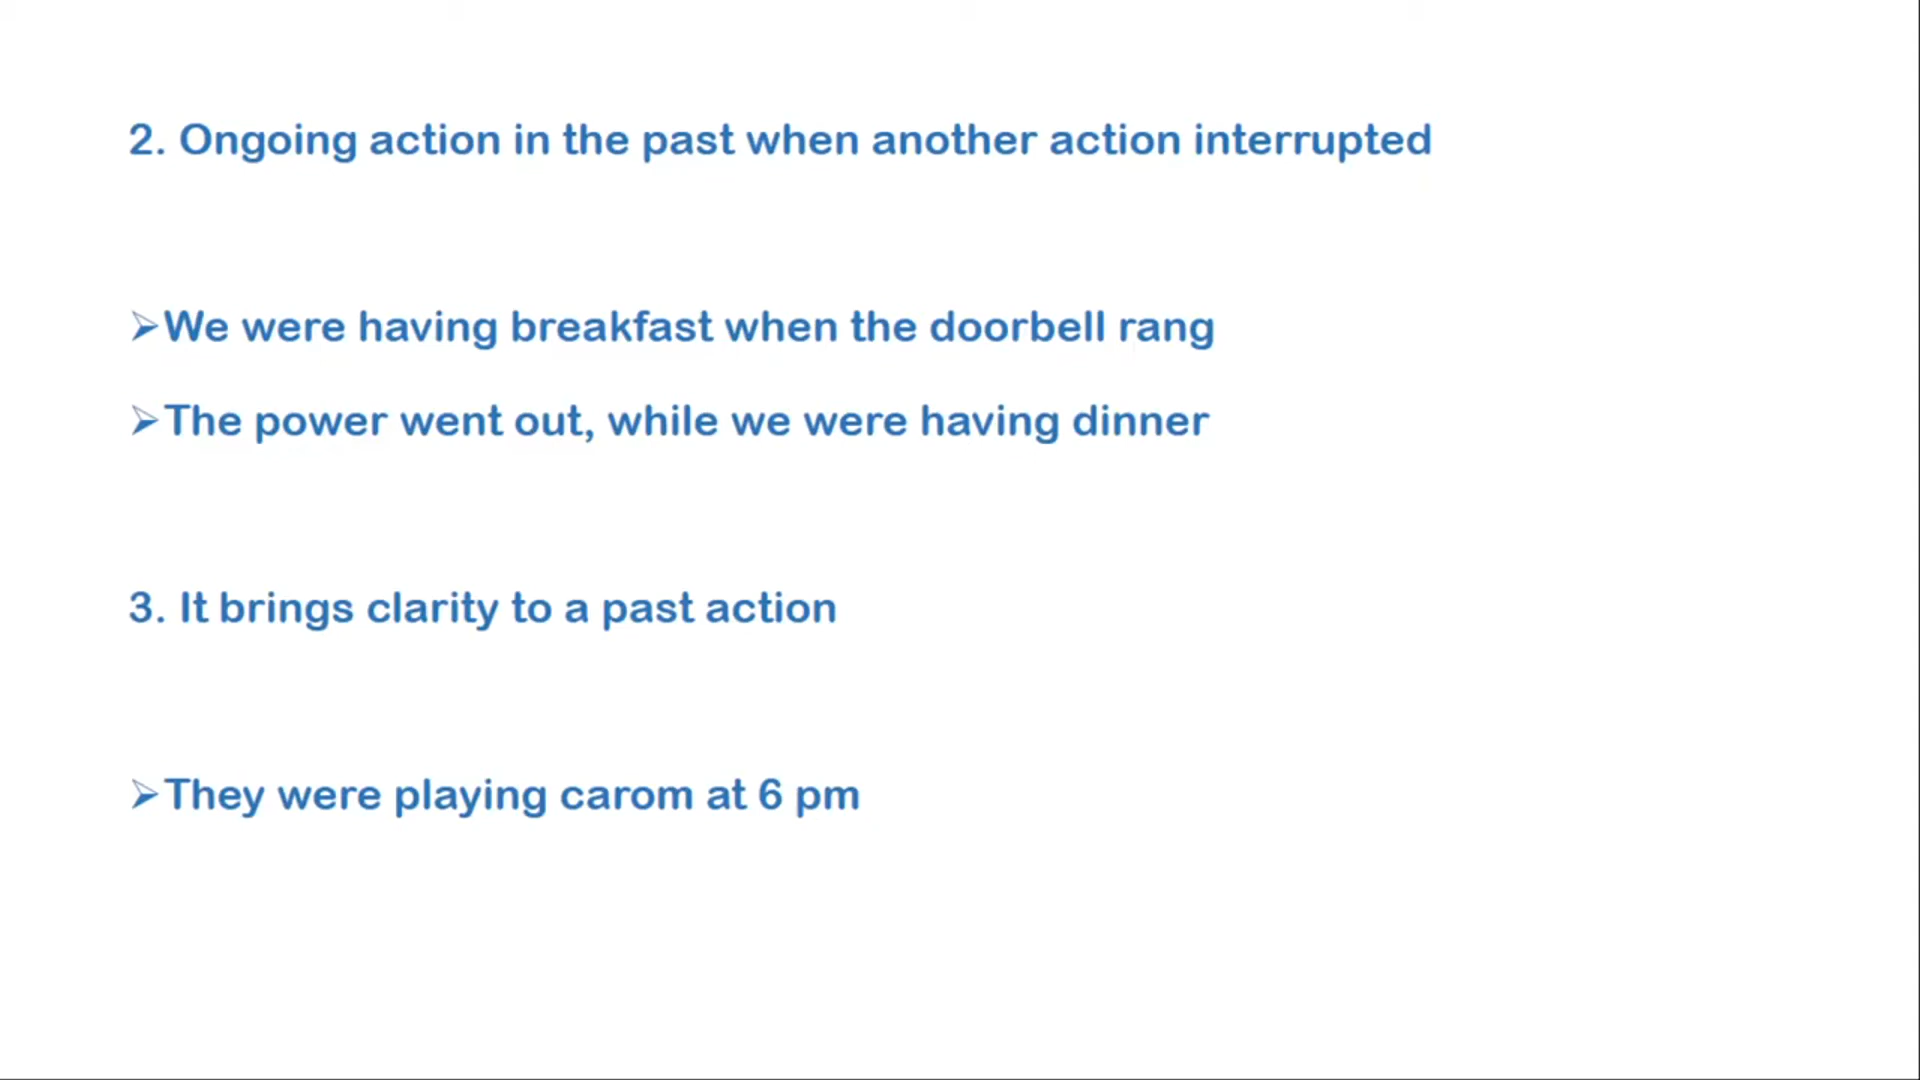 2. Ongoing action in the past when another action interrupted
➢We were having breakfast when the doorbell rang
➢The power went out, while we were having dinner
3. It brings clarity to a past action
➢They were playing carom at 6 pm